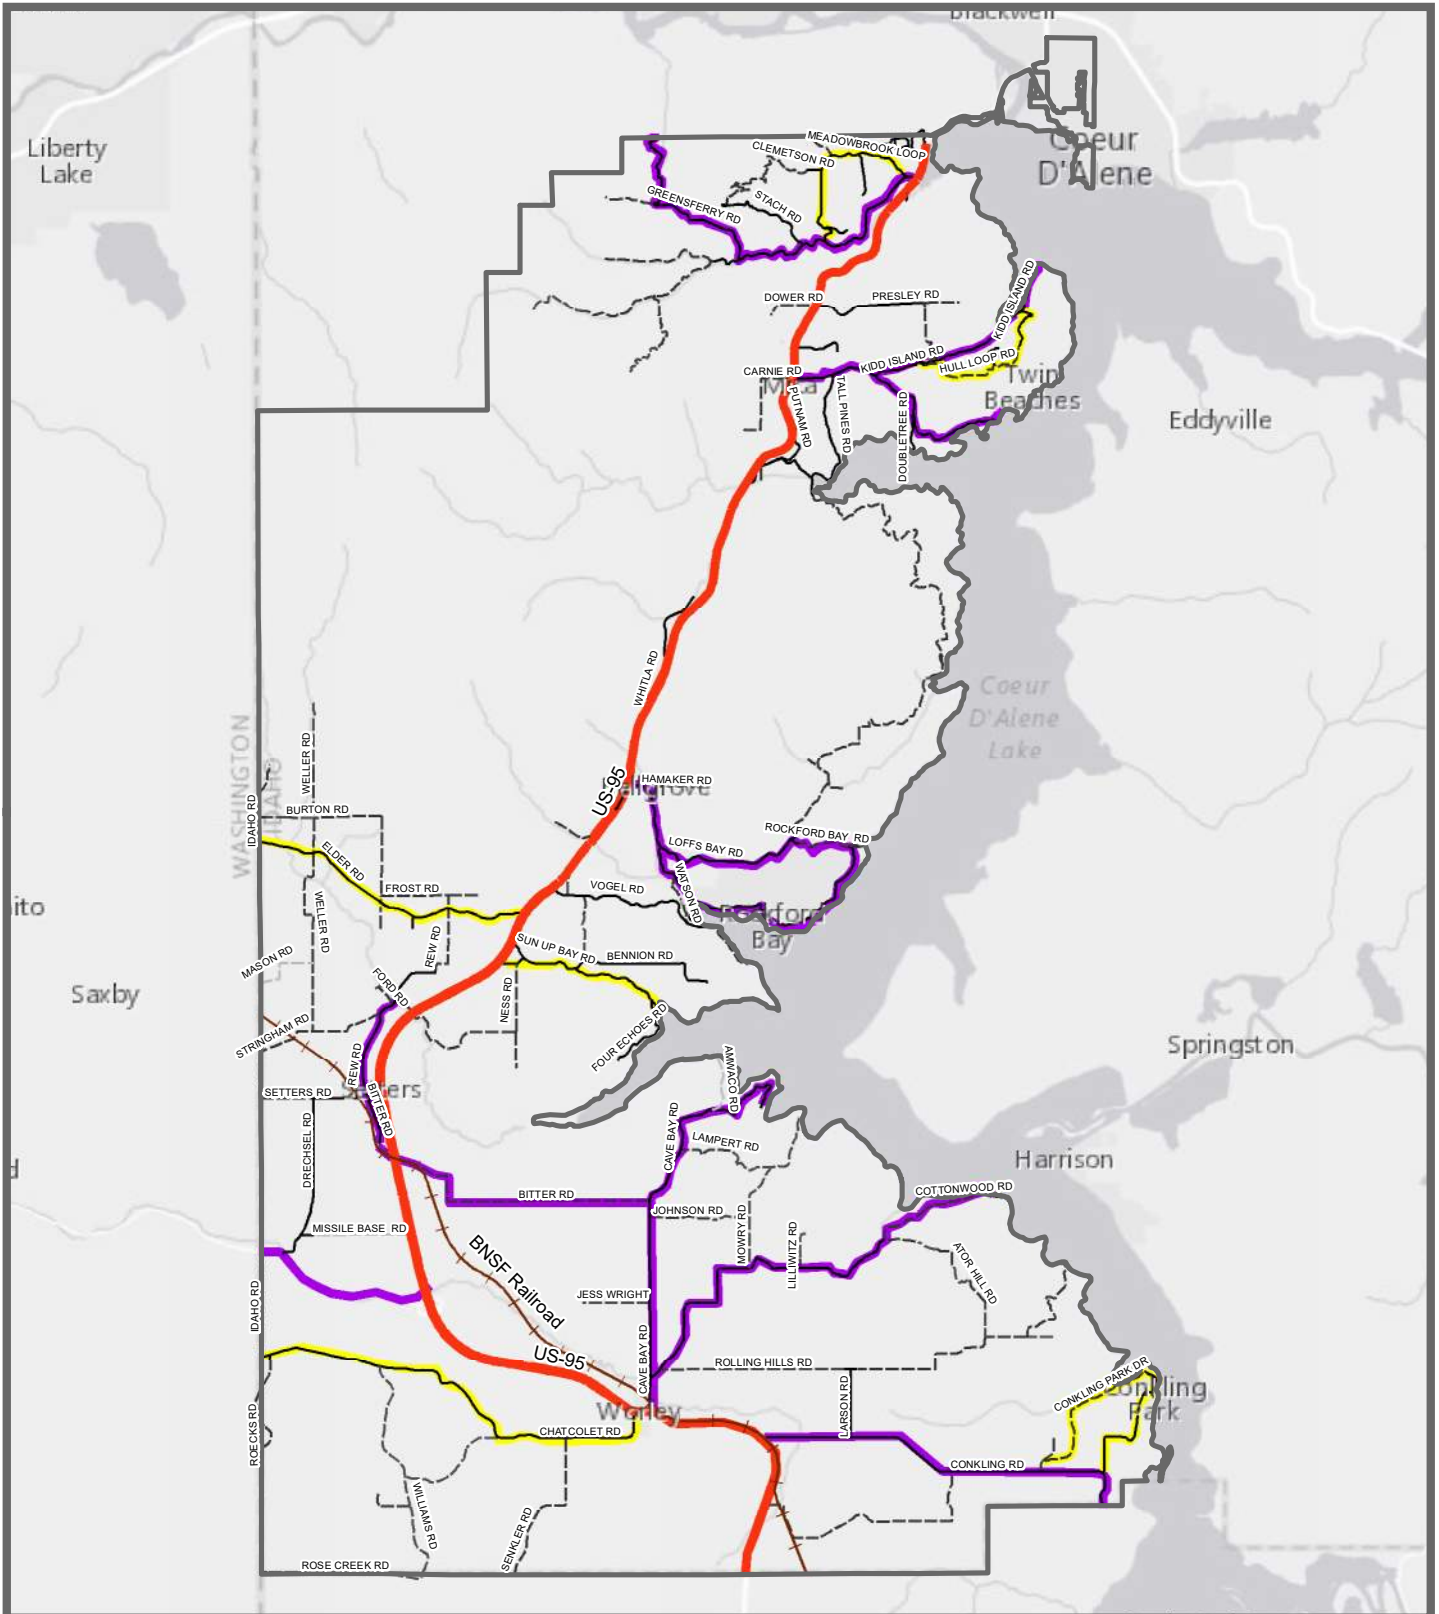 Blackwell
Liberty
Lake
Coeur
D'Alene
MEADOWBROOK LOOP
CLEMETSON RD
STACH RD
GREENSFERRY RD
DOWER RD
PRESLEY RD
KIDD ISLAND RD
KIDD ISLAND RD
HULL LOOP RD
CARNIE RD
Twin
Beaches
PUTNAM RD
TALL PINES RD
DOUBLETREE RD
Eddyville
Coeur
D'Alene
Lake
WHITLA RD
US-95
HAMAKER RD
WASHINGTON
IDAHO
WELLER RD
IDAHO RD
BURTON RD
ELDER RD
FROST RD
WELLER RD
REW RD
MASON RD
FORD RD
STRINGHAM RD
Saxby
LOFFS BAY RD
ROCKFORD BAY RD
WATSON RD
VOGEL RD
Rockford
Bay
SUN UP BAY RD
BENNION RD
NESS RD
FOUR ECHOES RD
Springston
REW RD
SETTERS RD
Setters
BITTER RD
DRECHSEL RD
AMWACO RD
CAVE BAY RD
LAMPERT RD
Harrison
BITTER RD
COTTONWOOD RD
JOHNSON RD
MOWRY RD
LILLIWITZ RD
ATOR HILL RD
MISSILE BASE RD
BNSF Railroad
IDAHO RD
JESS WRIGHT
CAVE BAY RD
US-95
ROLLING HILLS RD
LARSON RD
CONKLING PARK DR
Conkling
Park
Worley
CHATCOLET RD
ROECKS RD
CONKLING RD
WILLIAMS RD
SENKLER RD
ROSE CREEK RD